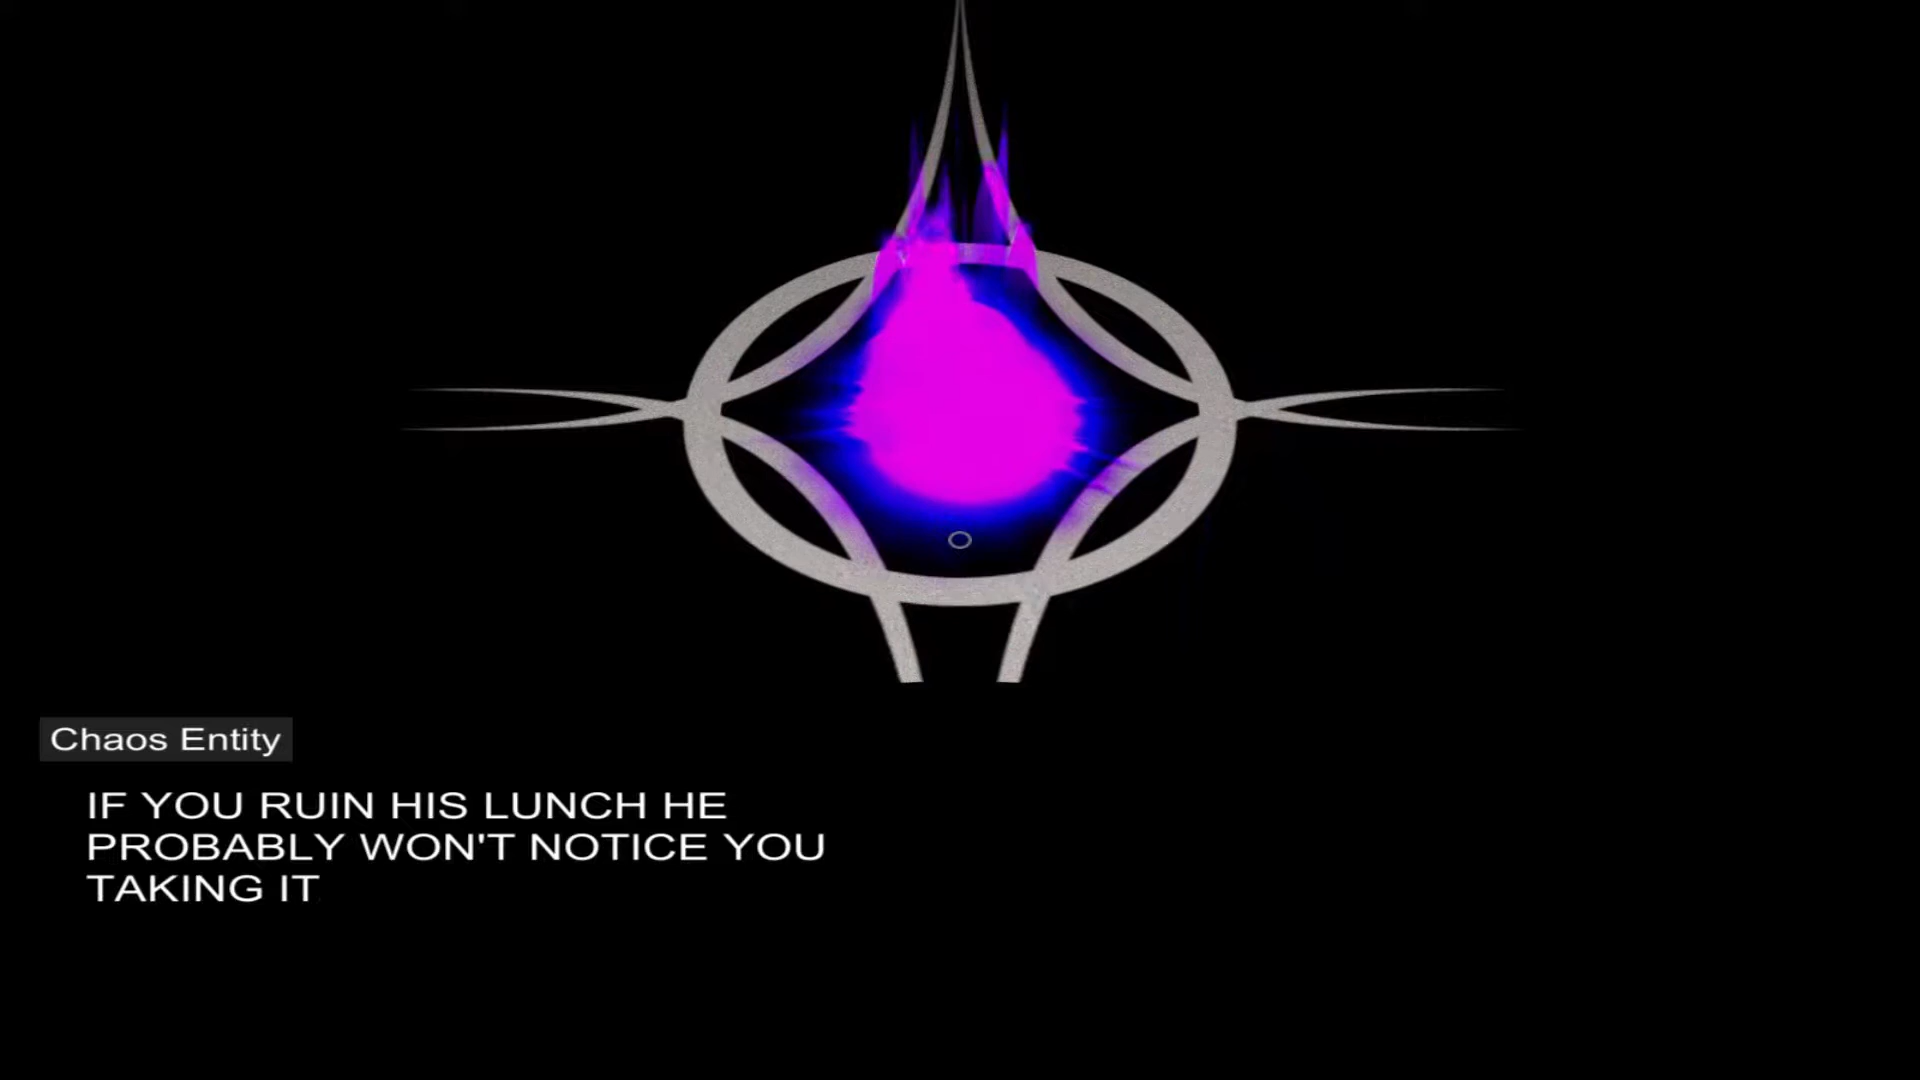 Chaos Entity
IF YOU RUIN HIS LUNCH HE
PROBABLY WON'T NOTICE YOU
TAKING IT